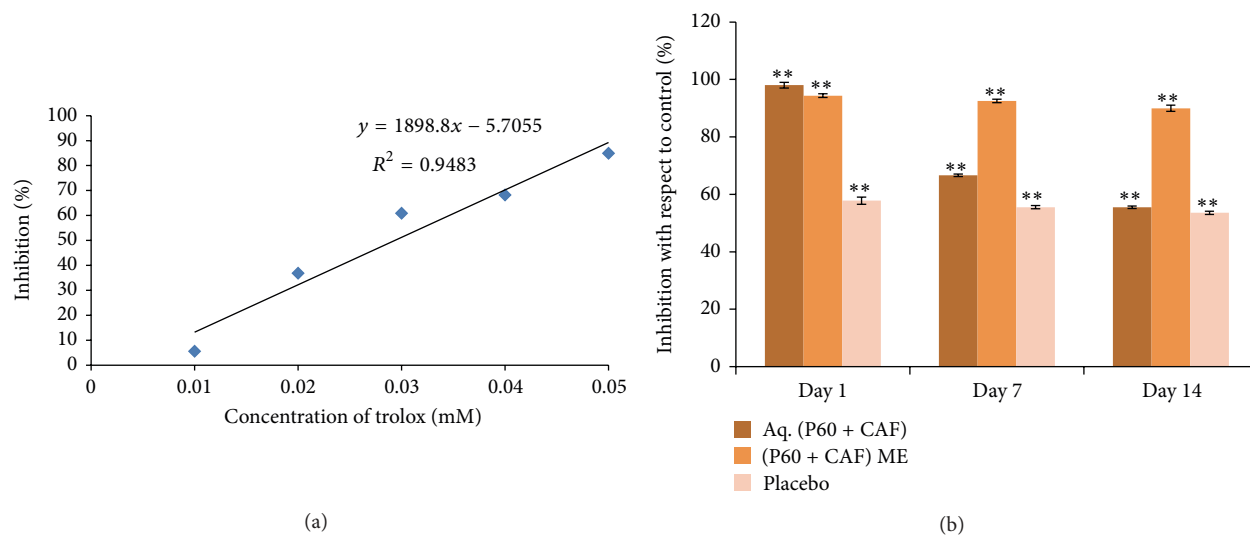 100
90
80
70
60
50
40
30
20
10
0
Inhibition (%)
y = 1898.8x − 5.7055
R² = 0.9483
0 0.01 0.02 0.03 0.04 0.05
Concentration of trolox (mM)
(a)
120
100
80
60
40
20
0
Inhibition with respect to control (%)
** ** **
** ** **
** ** **
Day 1 Day 7 Day 14
Aq. (P60 + CAF)
(P60 + CAF) ME
Placebo
(b)